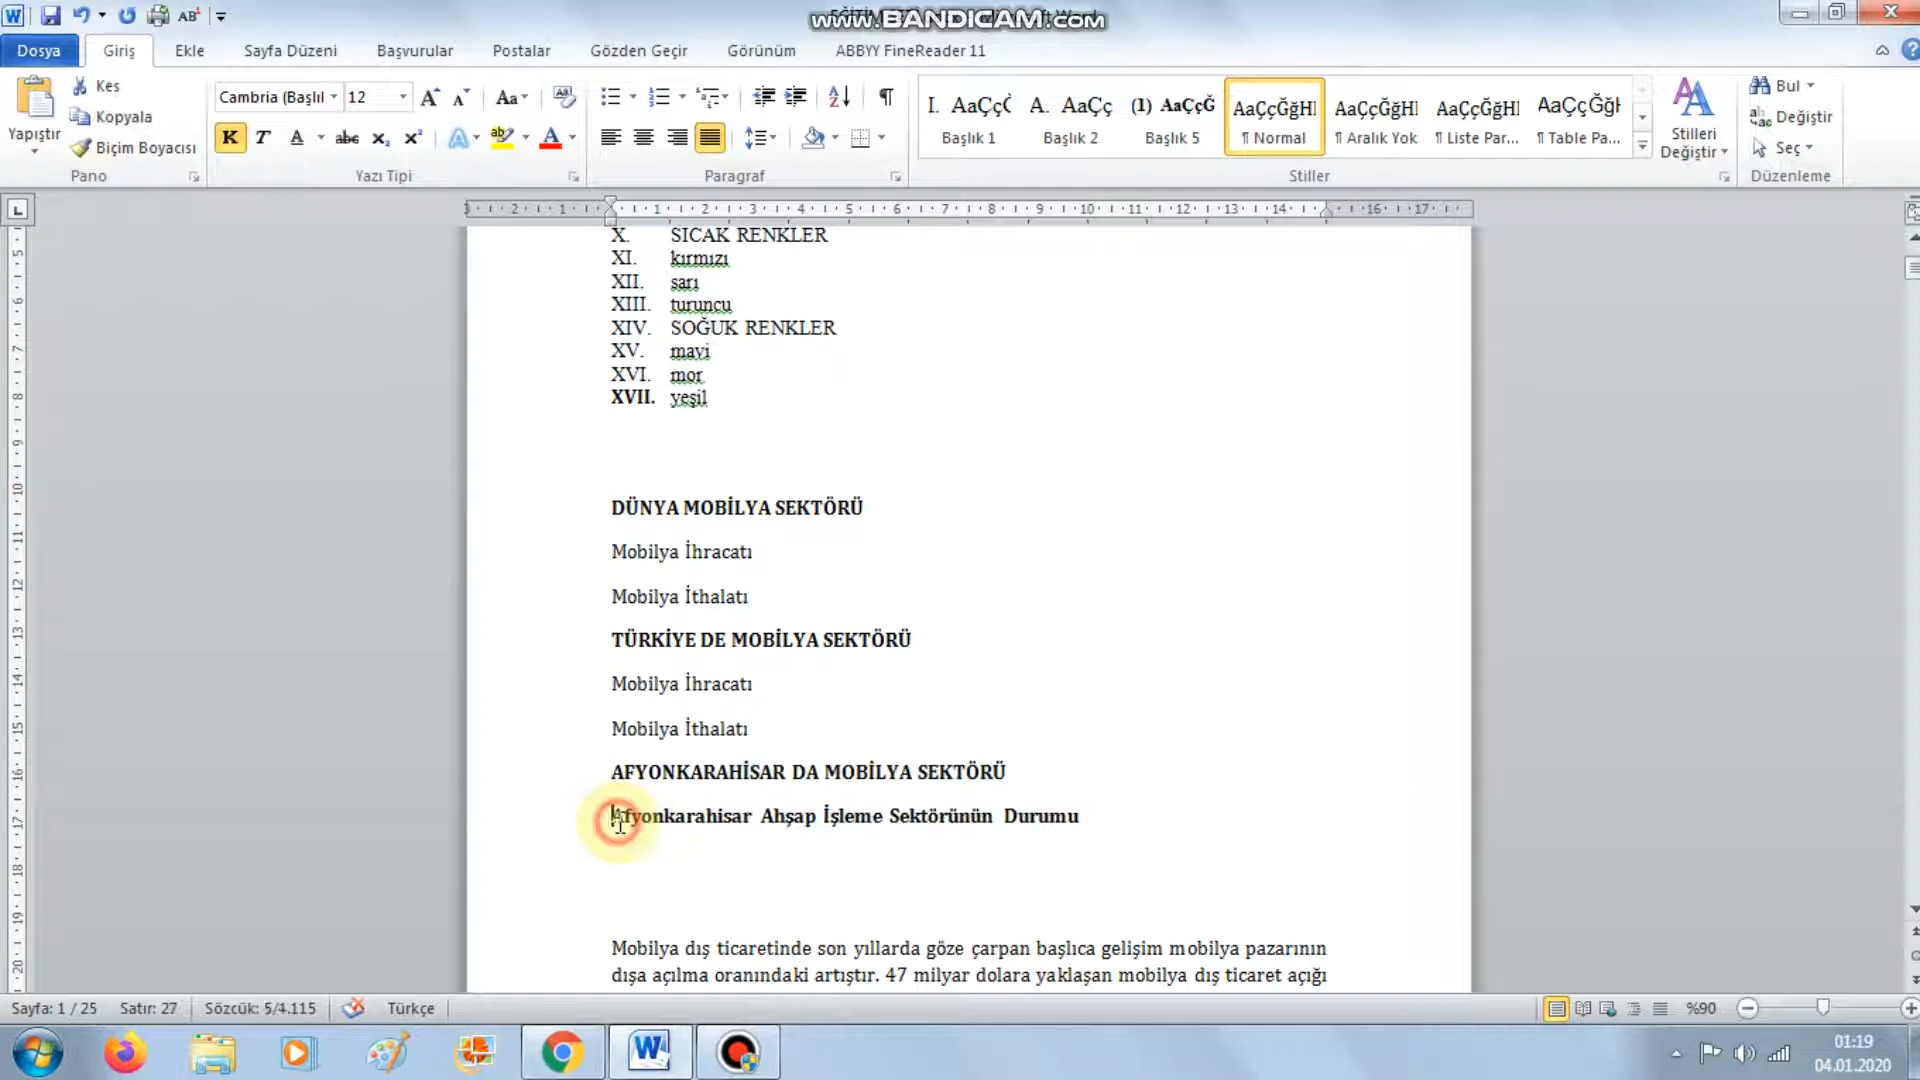 www.BANDICAM.com
Dosya Giriş Ekle Sayfa Düzeni Başvurular Postalar Gözden Geçir Görünüm ABBYY FineReader 11
Yapıştır
Kes
Kopyala
Biçim Boyacısı
Pano
Cambria (Başlıl 12
Yazı Tipi
Paragraf
I. AaÇçĞ A. AaÇç (1) AaÇçĞ AaÇçĞğHI AaÇçĞğHI AaÇçĞğHI AaÇçĞğH
Başlık 1 Başlık 2 Başlık 5 ¶ Normal ¶ Aralık Yok ¶ Liste Par... ¶ Table Pa...
Stiller
Stilleri
Değiştir
Bul
Değiştir
Seç
Düzenleme
X. SICAK RENKLER
XI. kırmızı
XII. sarı
XIII. turuncu
XIV. SOĞUK RENKLER
XV. mavi
XVI. mor
XVII. yeşil
DÜNYA MOBİLYA SEKTÖRÜ
Mobilya İhracatı
Mobilya İthalatı
TÜRKİYE DE MOBİLYA SEKTÖRÜ
Mobilya İhracatı
Mobilya İthalatı
AFYONKARAHİSAR DA MOBİLYA SEKTÖRÜ
Afyonkarahisar Ahşap İşleme Sektörünün Durumu
Mobilya dış ticaretinde son yıllarda göze çarpan başlıca gelişim mobilya pazarının
dışa açılma oranındaki artıştır. 47 milyar dolara yaklaşan mobilya dış ticaret açığı
Sayfa: 1 / 25 Satır: 27 Sözcük: 5/4.115 Türkçe %90
01:19
04.01.2020